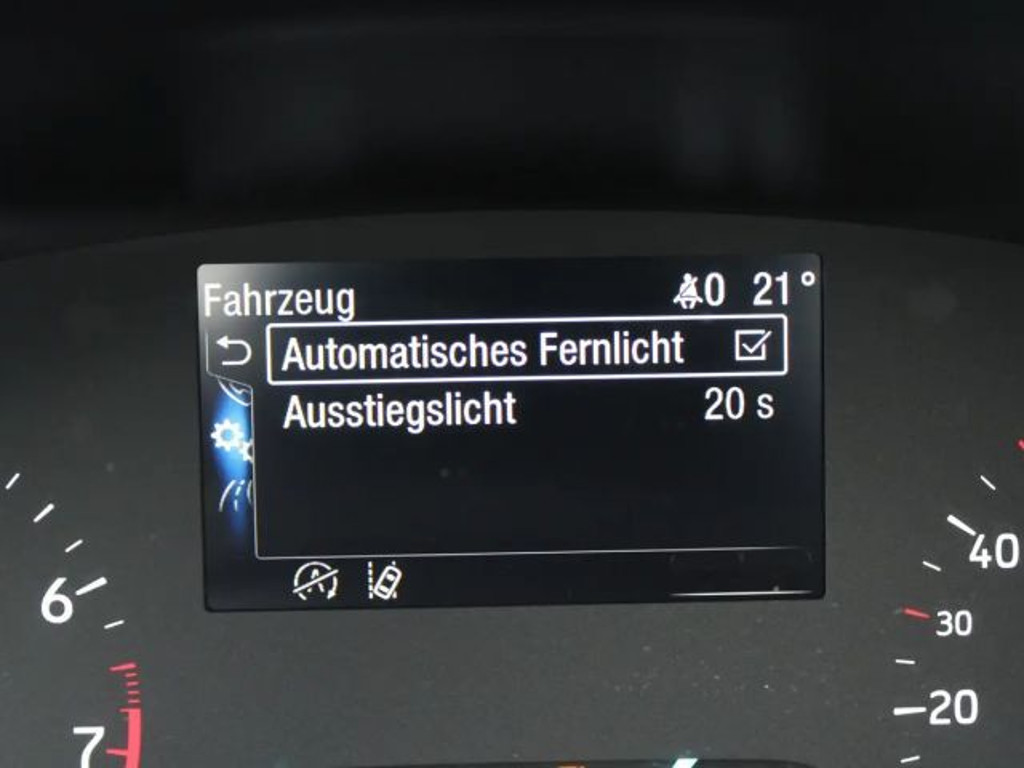 Fahrzeug 0 21°
Automatisches Fernlicht
Ausstiegslicht 20 s
A
6
7
40
30
20